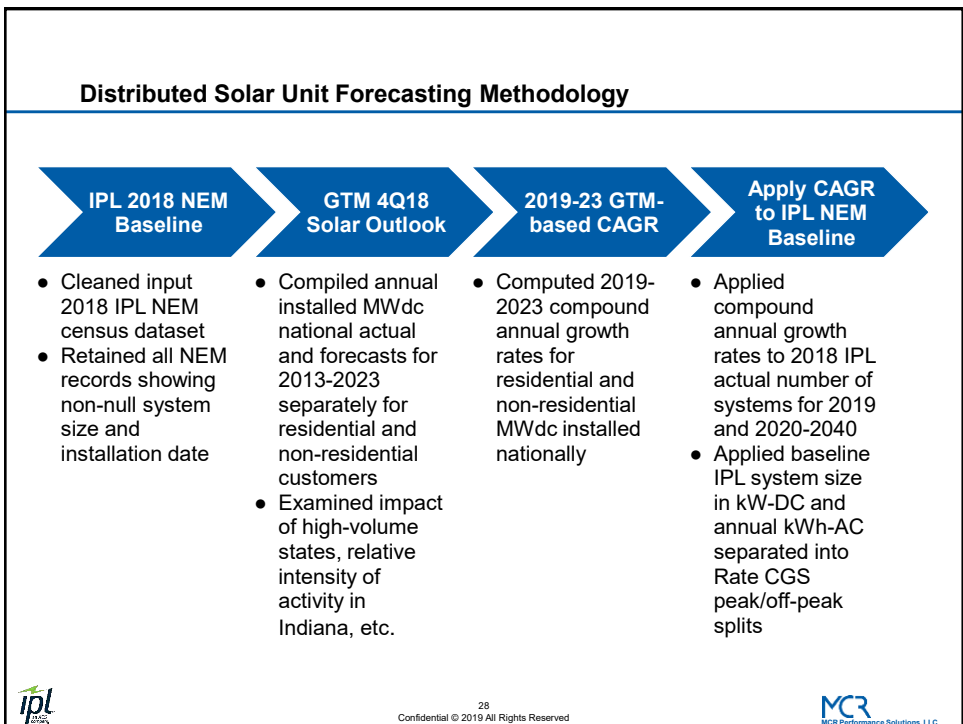 Distributed Solar Unit Forecasting Methodology
IPL 2018 NEM
Baseline
● Cleaned input
2018 IPL NEM
census dataset
● Retained all NEM
records showing
non-null system
size and
installation date
GTM 4Q18
Solar Outlook
● Compiled annual
installed MWdc
national actual
and forecasts for
2013-2023
separately for
residential and
non-residential
customers
● Examined impact
of high-volume
states, relative
intensity of
activity in
Indiana, etc.
2019-23 GTM-
based CAGR
● Computed 2019-
2023 compound
annual growth
rates for
residential and
non-residential
MWdc installed
nationally
Apply CAGR
to IPL NEM
Baseline
● Applied
compound
annual growth
rates to 2018 IPL
actual number of
systems for 2019
and 2020-2040
● Applied baseline
IPL system size
in kW-DC and
annual kWh-AC
separated into
Rate CGS
peak/off-peak
splits
ipl
28
Confidential © 2019 All Rights Reserved
MCR
MCR Performance Solutions, LLC